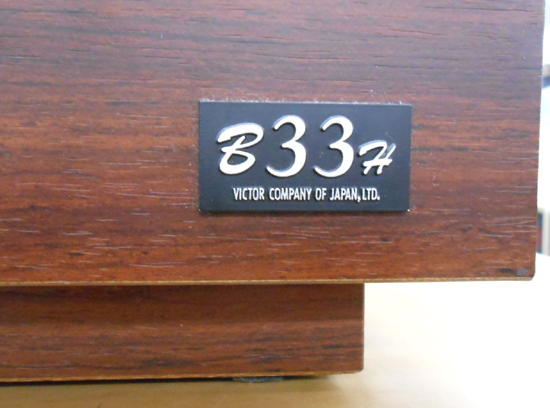 B33H
VICTOR COMPANY OF JAPAN, LTD.